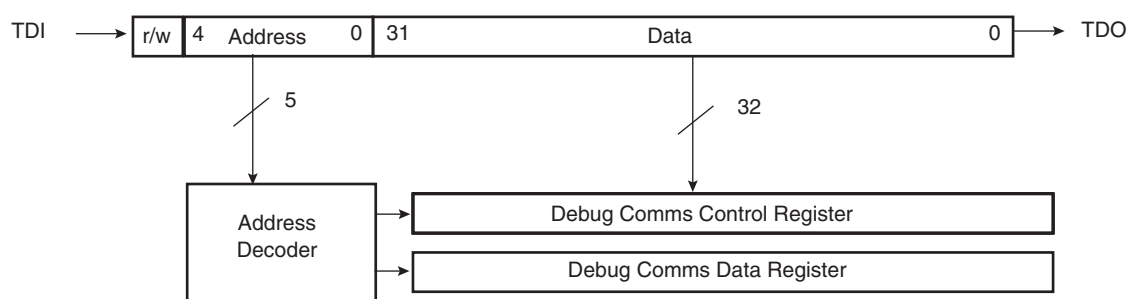 TDI r/w 4 Address 0 31 Data 0 TDO
5
32
Address
Decoder
Debug Comms Control Register
Debug Comms Data Register